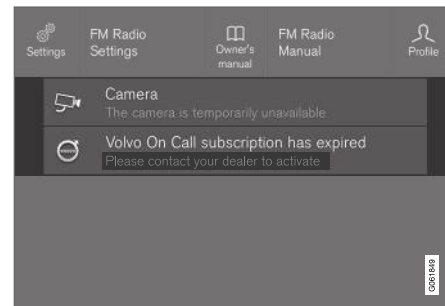 Settings
FM Radio
Settings
Owner's
manual
FM Radio
Manual
Profile
Camera
The camera is temporarily unavailable
Volvo On Call subscription has expired
Please contact your dealer to activate
G061849